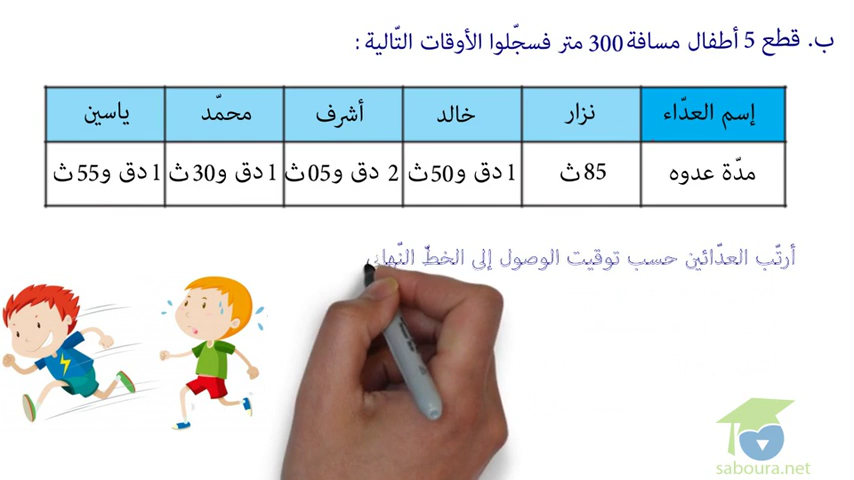 ب. قطع 5 أطفال مسافة 300 متر فسجّلوا الأوقات التّالية :
إسم العدّاء نزار خالد أشرف محمّد ياسين
مدّة عدوه 85 ث 1 دق و50 ث 2 دق و05 ث 1 دق و30 ث 1 دق و55 ث
أرتّب العدّائين حسب توقيت الوصول إلى الخطّ
saboura.net